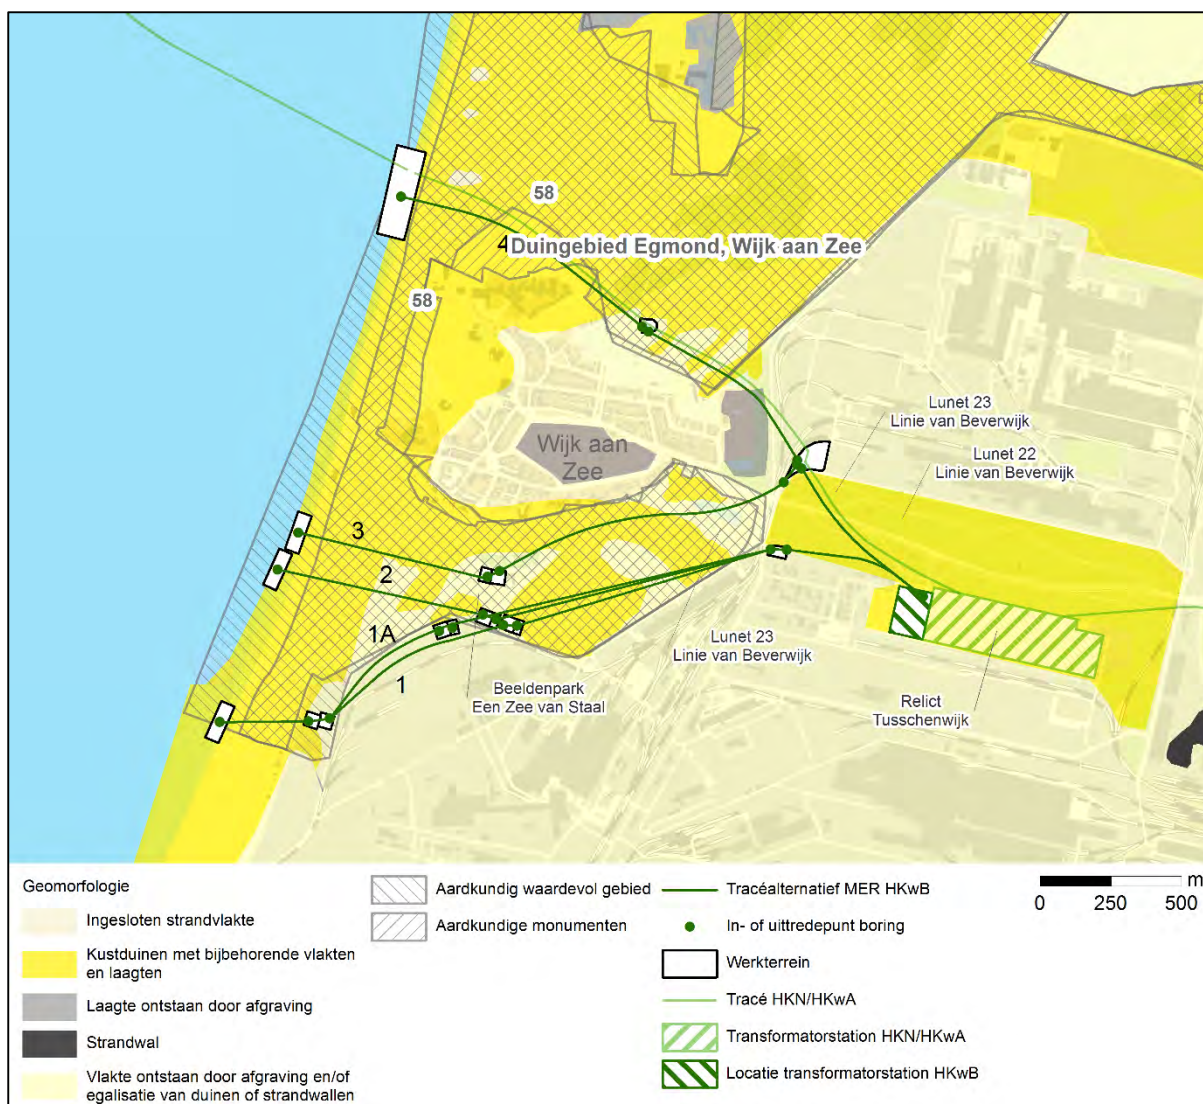 58
4
Duingebied Egmond, Wijk aan Zee
58
Lunet 23
Linie van Beverwijk
Lunet 22
Linie van Beverwijk
Wijk aan
Zee
3
2
1A
1
Lunet 23
Linie van Beverwijk
Beeldenpark
Een Zee van Staal
Relict
Tusschenwijk
Geomorfologie
Ingesloten strandvlakte
Kustduinen met bijbehorende vlakten
en laagten
Laagte ontstaan door afgraving
Strandwal
Vlakte ontstaan door afgraving en/of
egalisatie van duinen of strandwallen
Aardkundig waardevol gebied
Aardkundige monumenten
Tracéalternatief MER HKwB
In- of uittredepunt boring
Werkterrein
Tracé HKN/HKwA
Transformatorstation HKN/HKwA
Locatie transformatorstation HKwB
m
0 250 500